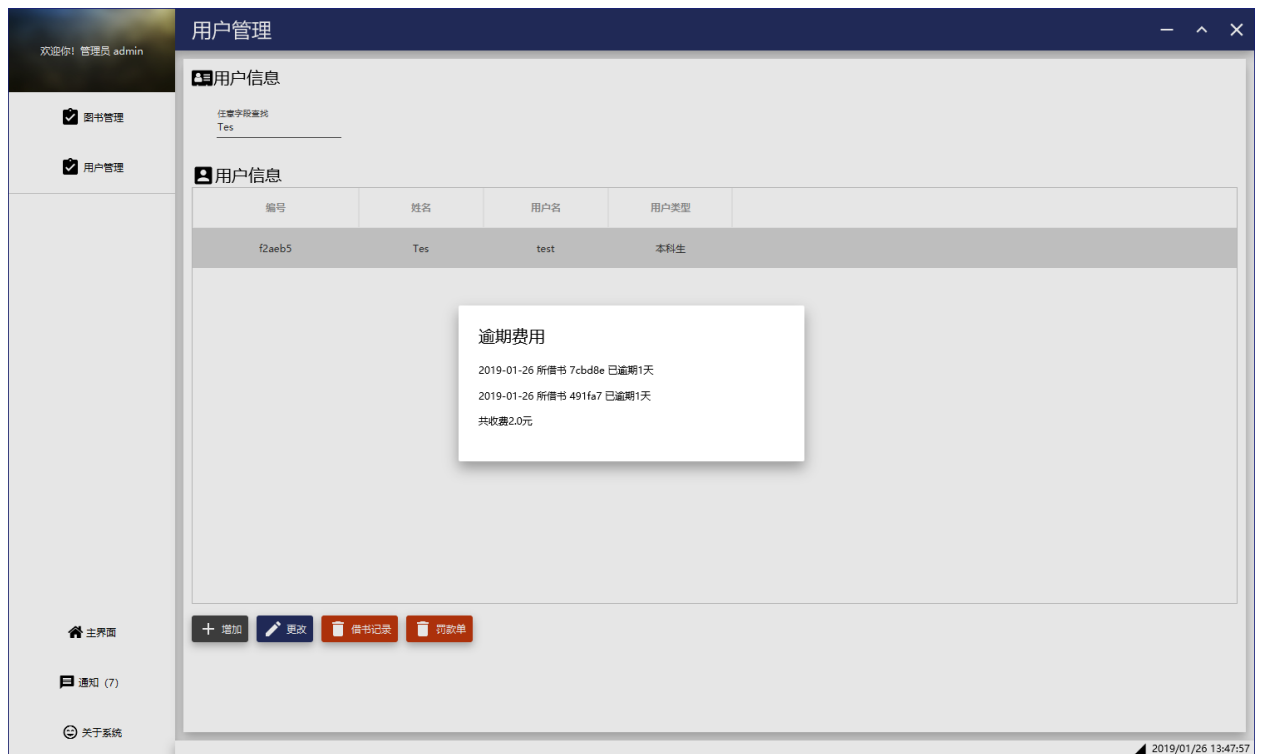 欢迎你！管理员 admin
用户管理
图书管理
用户管理
用户信息
任意字段查找
Tes
用户信息
编号 姓名 用户名 用户类型
f2aeb5 Tes test 本科生
逾期费用
2019-01-26 所借书 7cbd8e 已逾期1天
2019-01-26 所借书 491fa7 已逾期1天
共收费2.0元
增加 更改 借书记录 罚款单
主界面
通知 (7)
关于系统
2019/01/26 13:47:57